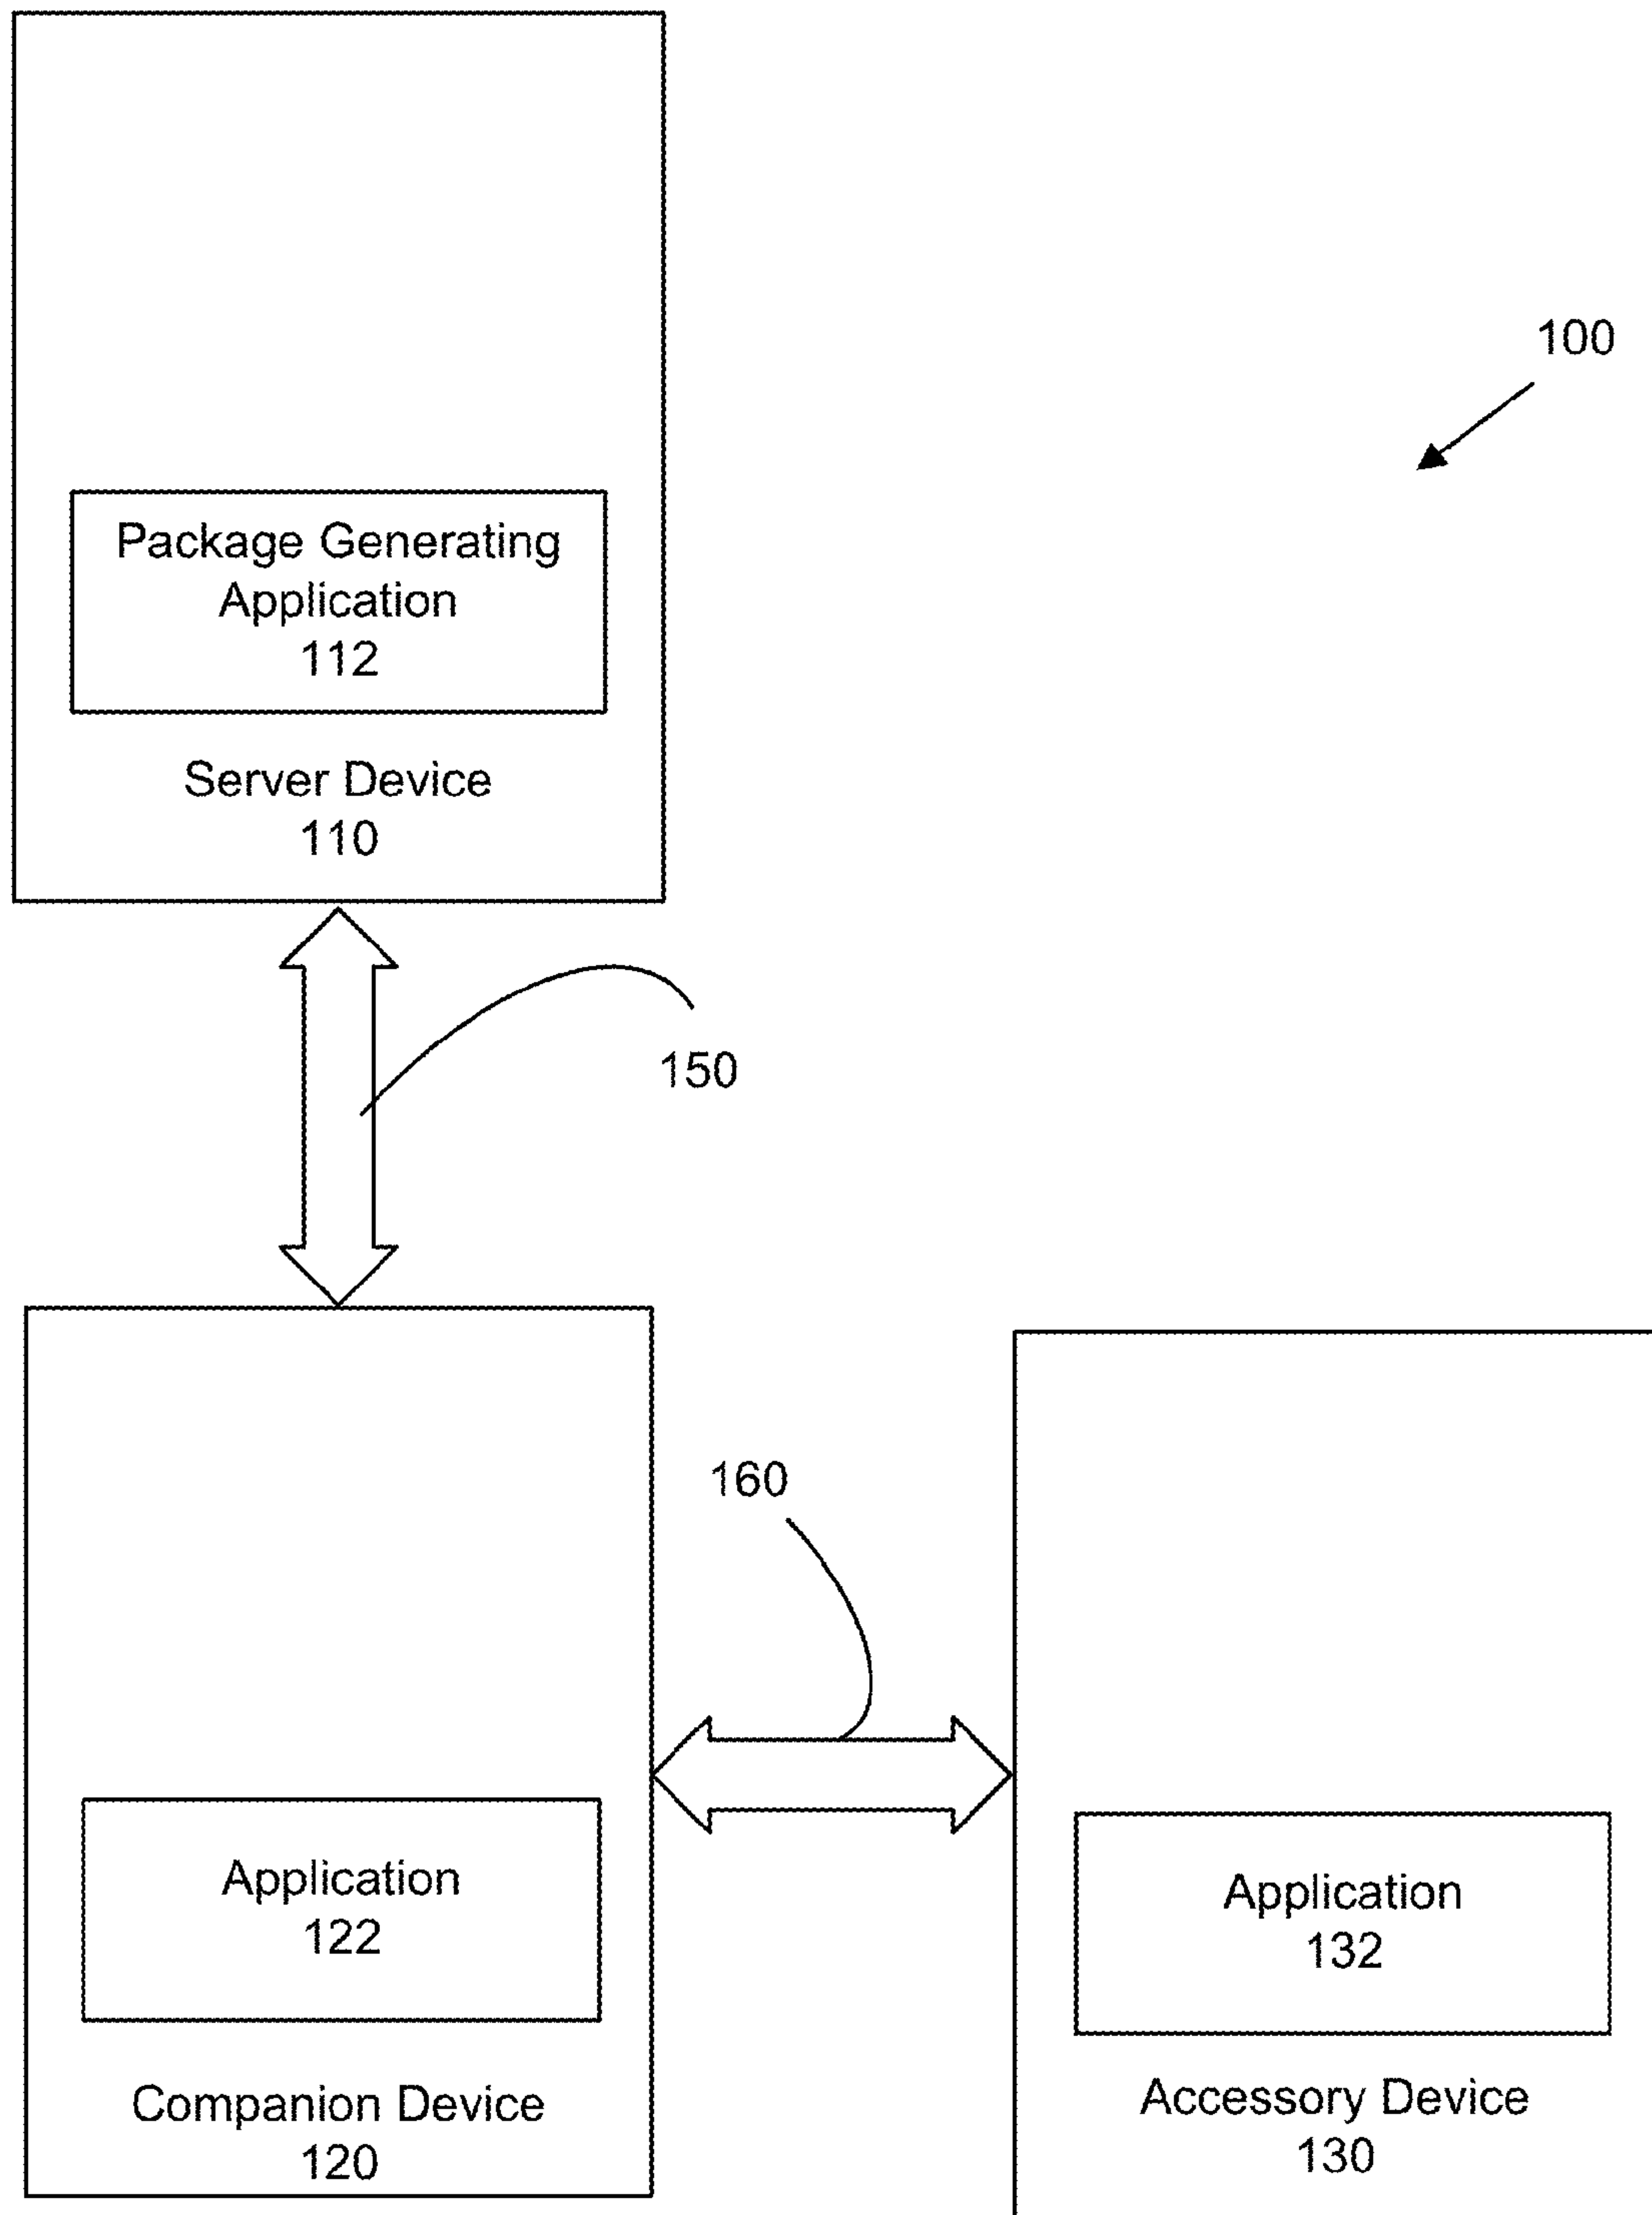 100
Package Generating
Application
112
Server Device
110
150
160
Application
122
Companion Device
120
Application
132
Accessory Device
130